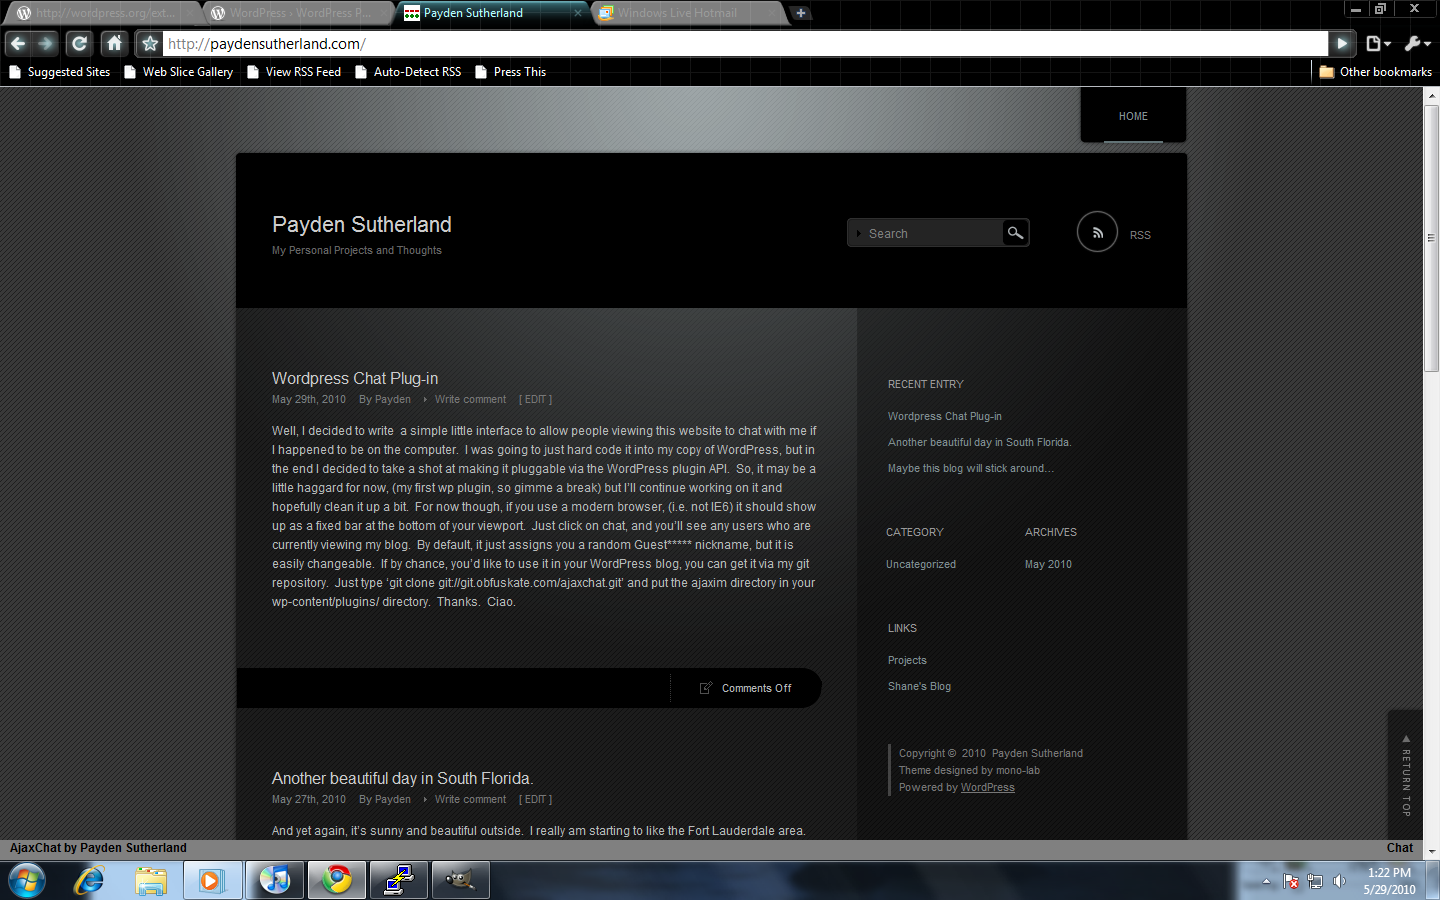 http://wordpress.org/ext...
WordPress › WordPress P...
Payden Sutherland
Windows Live Hotmail
http://paydensutherland.com/
Suggested Sites
Web Slice Gallery
View RSS Feed
Auto-Detect RSS
Press This
Other bookmarks
HOME
Payden Sutherland
My Personal Projects and Thoughts
Search
RSS
Wordpress Chat Plug-in
May 29th, 2010 By Payden Write comment [ EDIT ]
Well, I decided to write a simple little interface to allow people viewing this website to chat with me if
I happened to be on the computer. I was going to just hard code it into my copy of WordPress, but in
the end I decided to take a shot at making it pluggable via the WordPress plugin API. So, it may be a
little haggard for now, (my first wp plugin, so gimme a break) but I'll continue working on it and
hopefully clean it up a bit. For now though, if you use a modern browser, (i.e. not IE6) it should show
up as a fixed bar at the bottom of your viewport. Just click on chat, and you'll see any users who are
currently viewing my blog. By default, it just assigns you a random Guest***** nickname, but it is
easily changeable. If by chance, you'd like to use it in your WordPress blog, you can get it via my git
repository. Just type 'git clone git://git.obfuskate.com/ajaxchat.git' and put the ajaxim directory in your
wp-content/plugins/ directory. Thanks. Ciao.
Comments Off
Another beautiful day in South Florida.
May 27th, 2010 By Payden Write comment [ EDIT ]
And yet again, it's sunny and beautiful outside. I really am starting to like the Fort Lauderdale area.
RECENT ENTRY
Wordpress Chat Plug-in
Another beautiful day in South Florida.
Maybe this blog will stick around...
CATEGORY
Uncategorized
ARCHIVES
May 2010
LINKS
Projects
Shane's Blog
Copyright © 2010 Payden Sutherland
Theme designed by mono-lab
Powered by WordPress
RETURN TOP
AjaxChat by Payden Sutherland
Chat
1:22 PM
5/29/2010